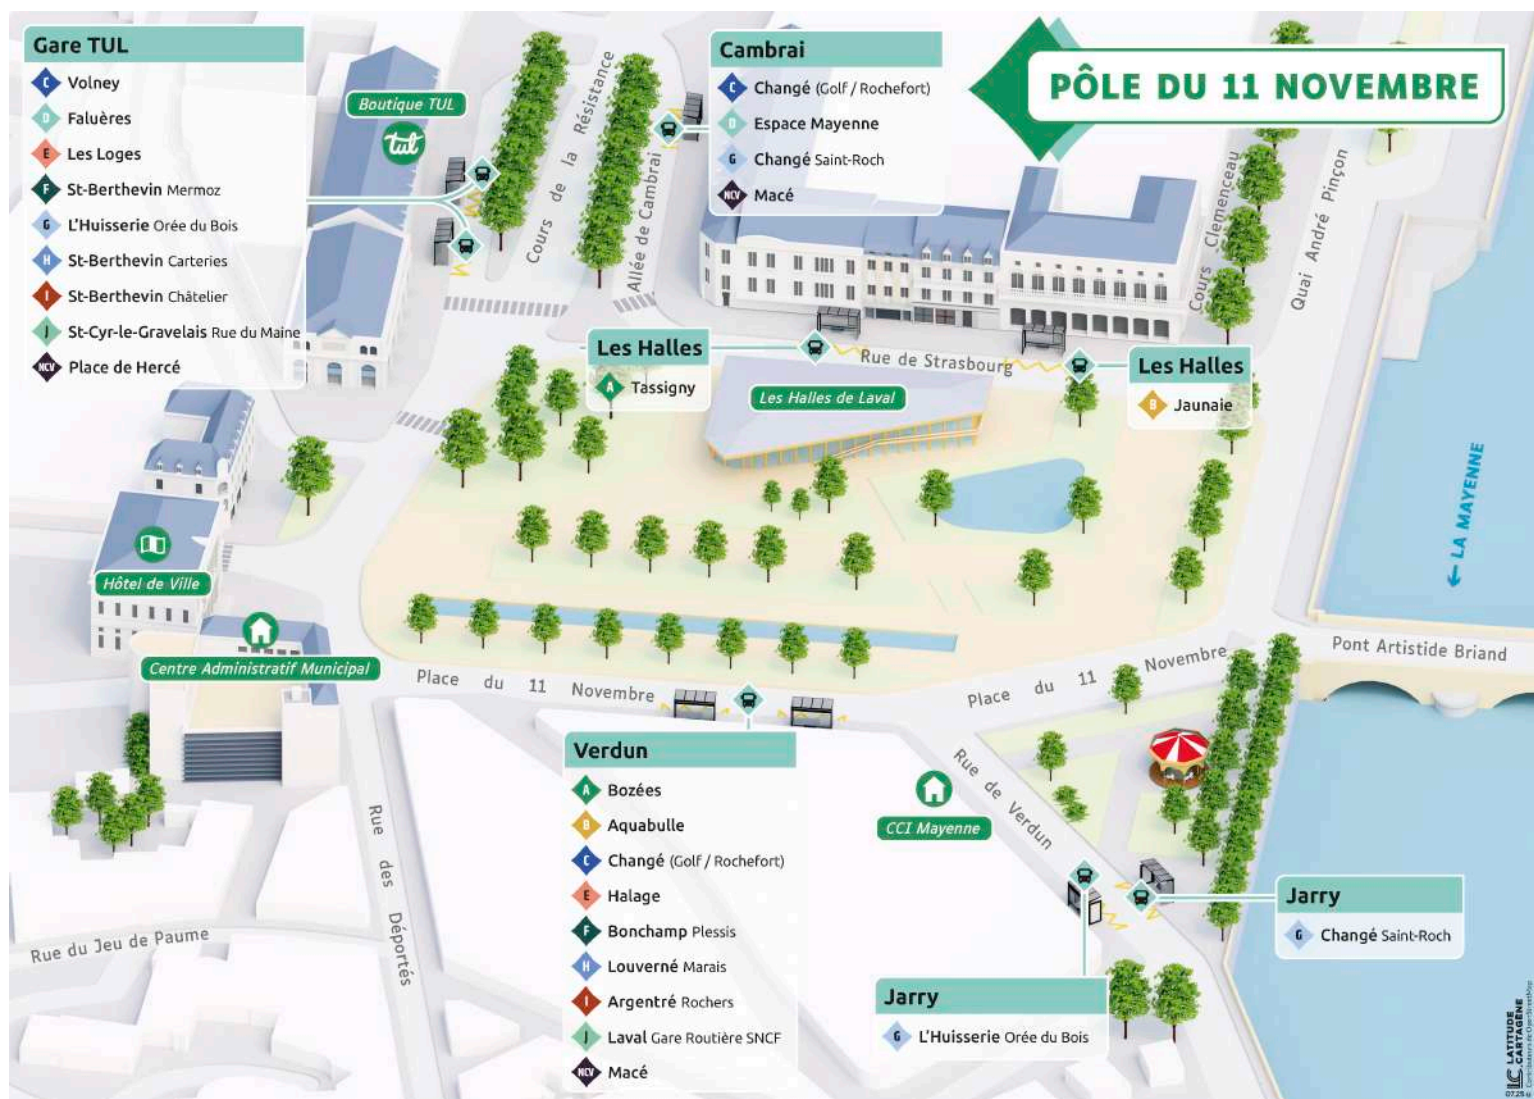 PÔLE DU 11 NOVEMBRE
Gare TUL
C Volney
D Faluères
E Les Loges
F St-Berthevin Mermoz
G L'Huisserie Orée du Bois
H St-Berthevin Carteries
I St-Berthevin Châtelier
J St-Cyr-le-Gravelais Rue du Maine
NCV Place de Hercé
Boutique TUL
tul
Cours de la Résistance
Allée de Cambrai
Cambrai
C Changé (Golf / Rochefort)
D Espace Mayenne
G Changé Saint-Roch
NCV Macé
Cours Clemenceau
Quai André Pinçon
Les Halles
A Tassigny
Rue de Strasbourg
Les Halles de Laval
Les Halles
B Jaunaie
← LA MAYENNE
Hôtel de Ville
Centre Administratif Municipal
Place du 11 Novembre
Place du 11 Novembre
Pont Artistide Briand
Verdun
A Bozées
B Aquabulle
C Changé (Golf / Rochefort)
E Halage
F Bonchamp Plessis
H Louverné Marais
I Argentré Rochers
J Laval Gare Routière SNCF
NCV Macé
Rue de Verdun
CCI Mayenne
Rue des Déportés
Rue du Jeu de Paume
Jarry
G Changé Saint-Roch
Jarry
G L'Huisserie Orée du Bois
LC LATITUDE CARTAGÈNE